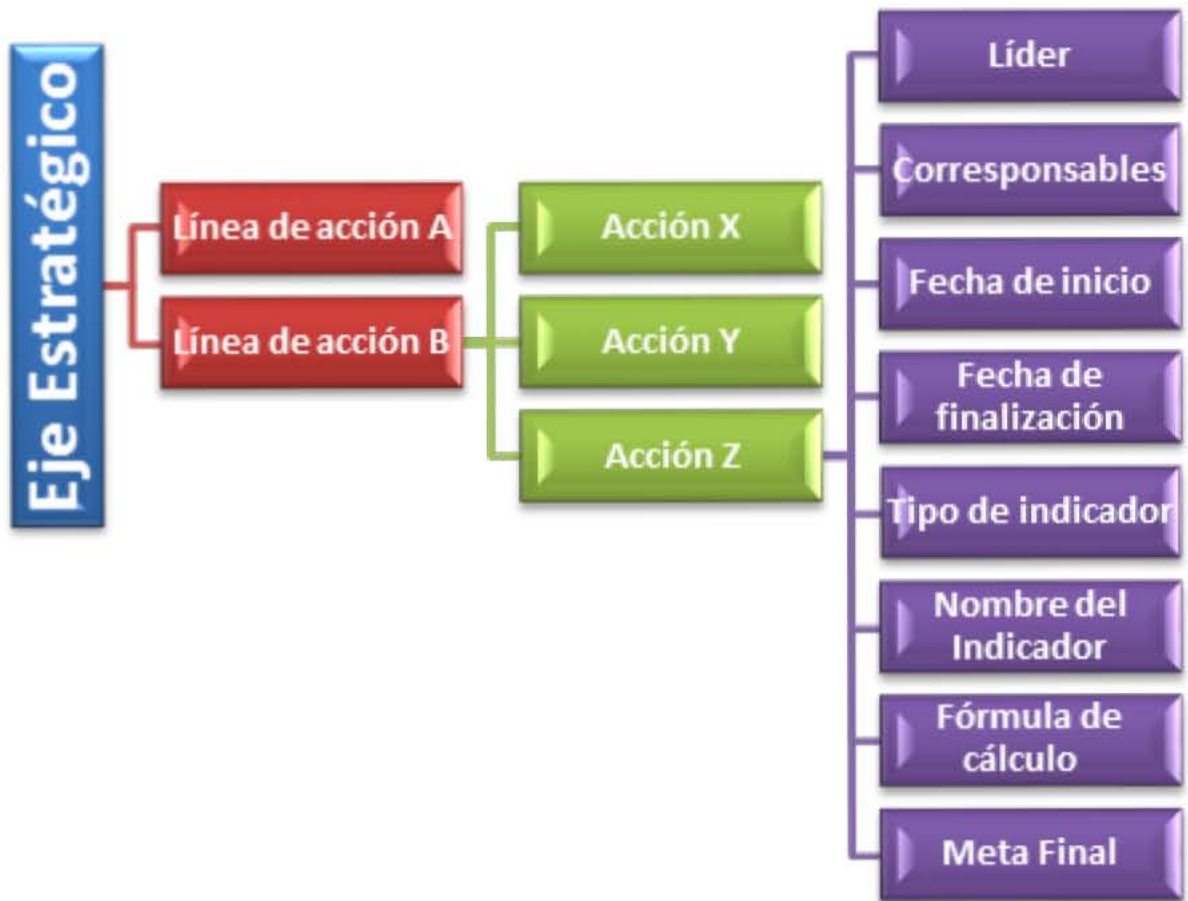 Eje Estratégico
Línea de acción A
Línea de acción B
Acción X
Acción Y
Acción Z
Líder
Corresponsables
Fecha de inicio
Fecha de
finalización
Tipo de indicador
Nombre del
Indicador
Fórmula de
cálculo
Meta Final